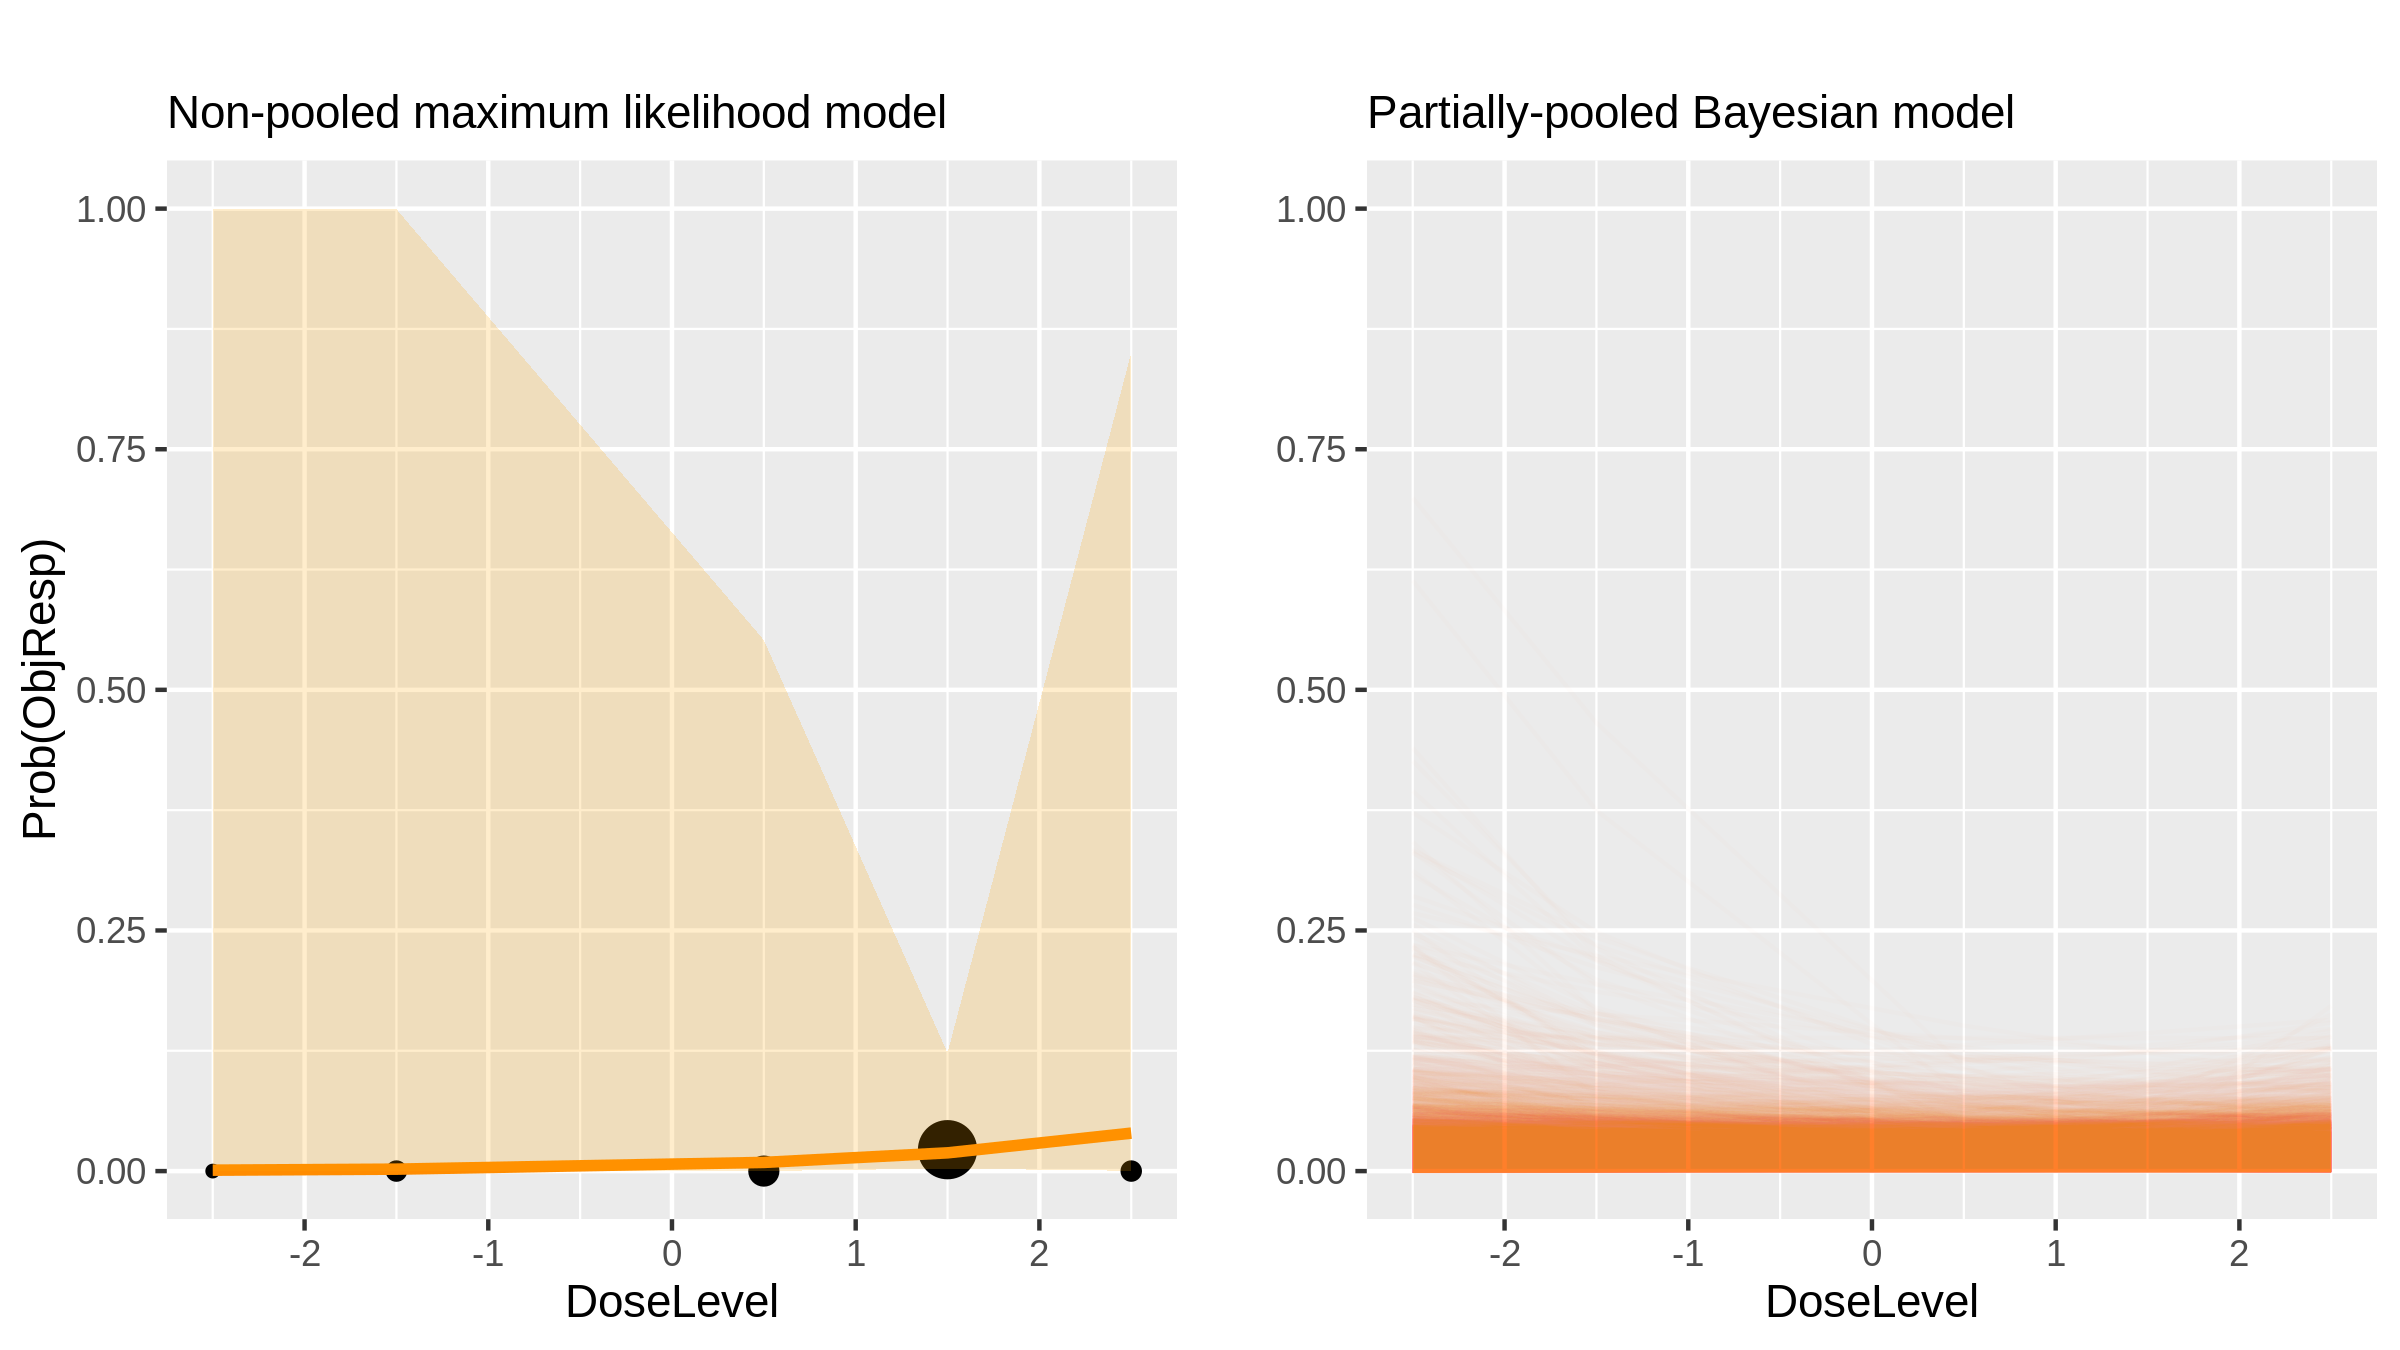 Non-pooled maximum likelihood model
Prob(ObjResp)
1.00
0.75
0.50
0.25
0.00
-2 -1 0 1 2
DoseLevel
Partially-pooled Bayesian model
1.00
0.75
0.50
0.25
0.00
-2 -1 0 1 2
DoseLevel